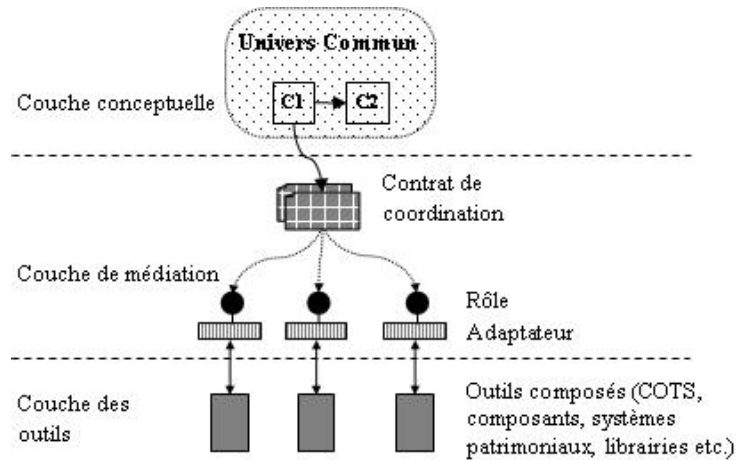 Univers Commun
C1
C2
Couche conceptuelle
Contrat de
coordination
Couche de médiation
Rôle
Adaptateur
Couche des
outils
Outils composés (COTS,
composants, systèmes
patrimoniaux, librairies etc.)